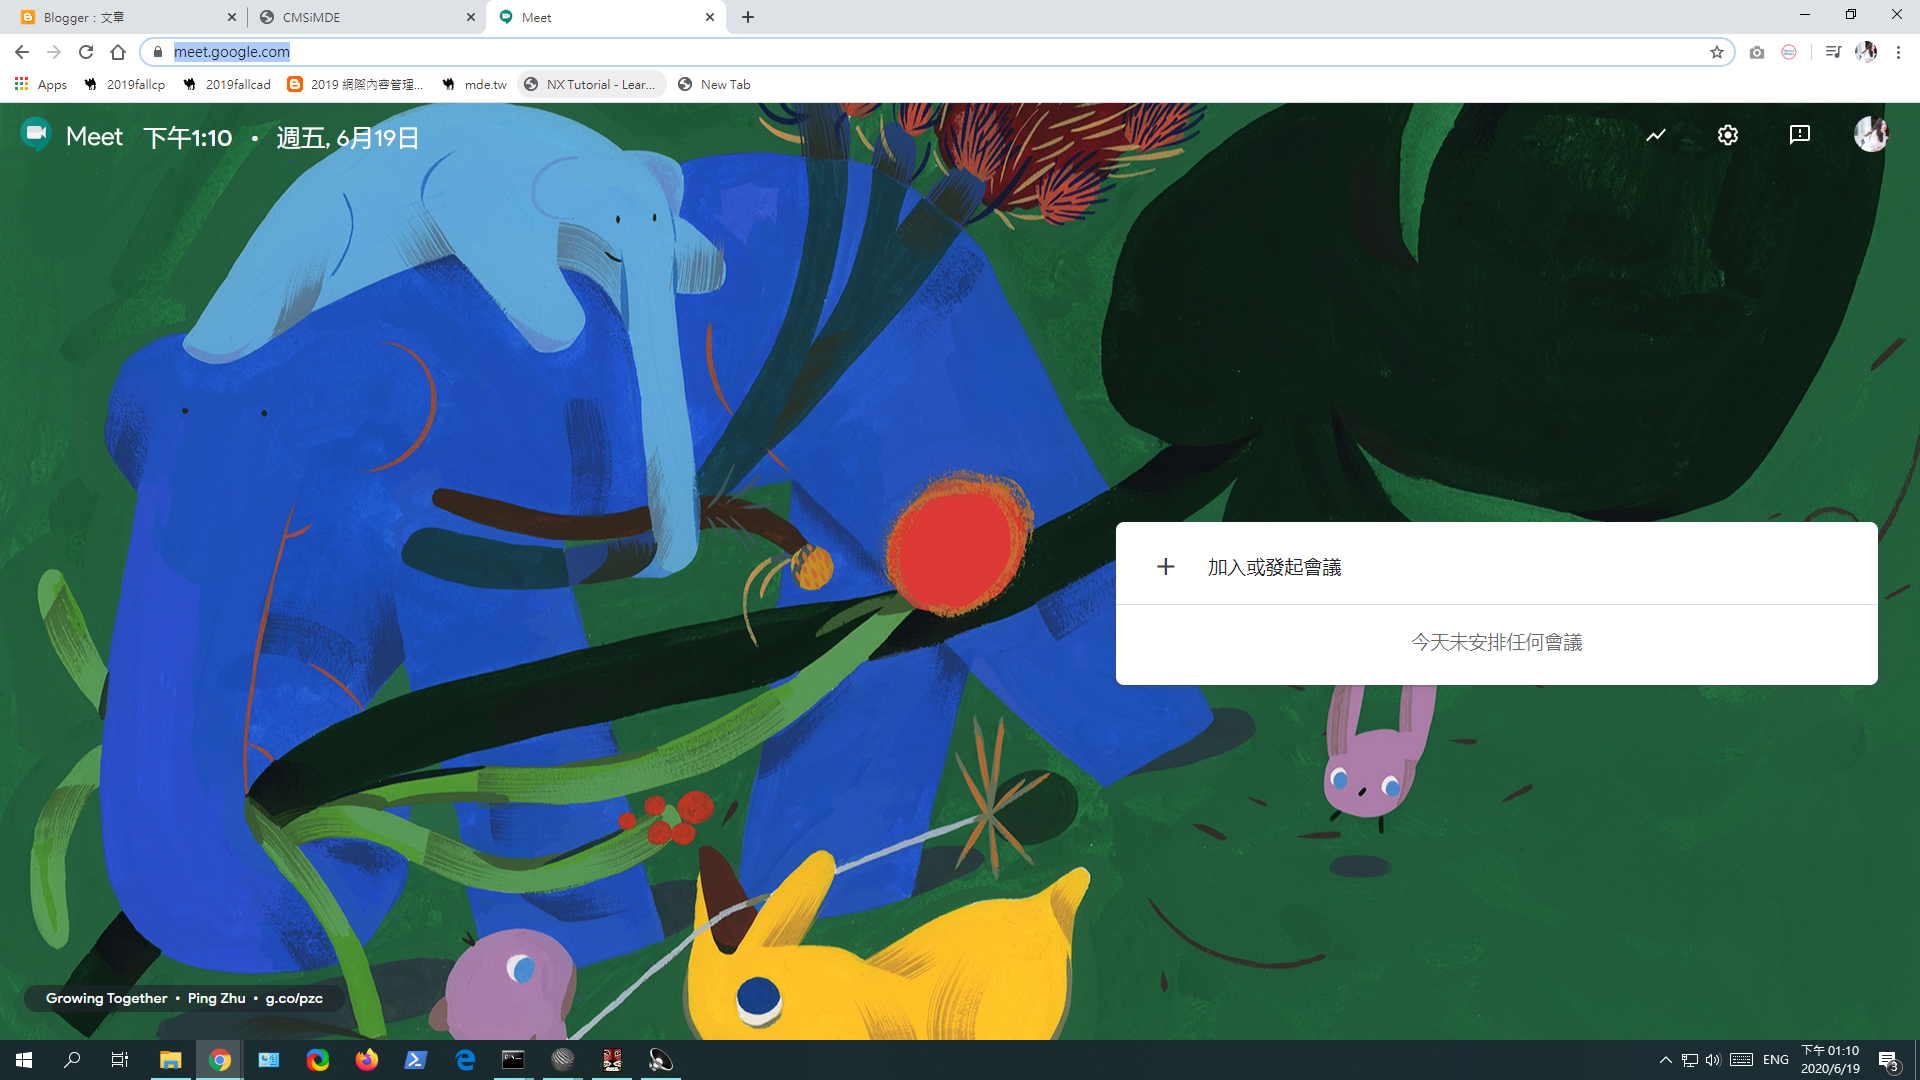 Blogger：文章
CMSiMDE
Meet
meet.google.com
Apps
2019fallcp
2019fallcad
2019 網際內容管理...
mde.tw
NX Tutorial - Lear...
New Tab
Meet 下午1:10 • 週五, 6月19日
加入或發起會議
今天未安排任何會議
Growing Together • Ping Zhu • g.co/pzc
ENG
下午 01:10
2020/6/19
3